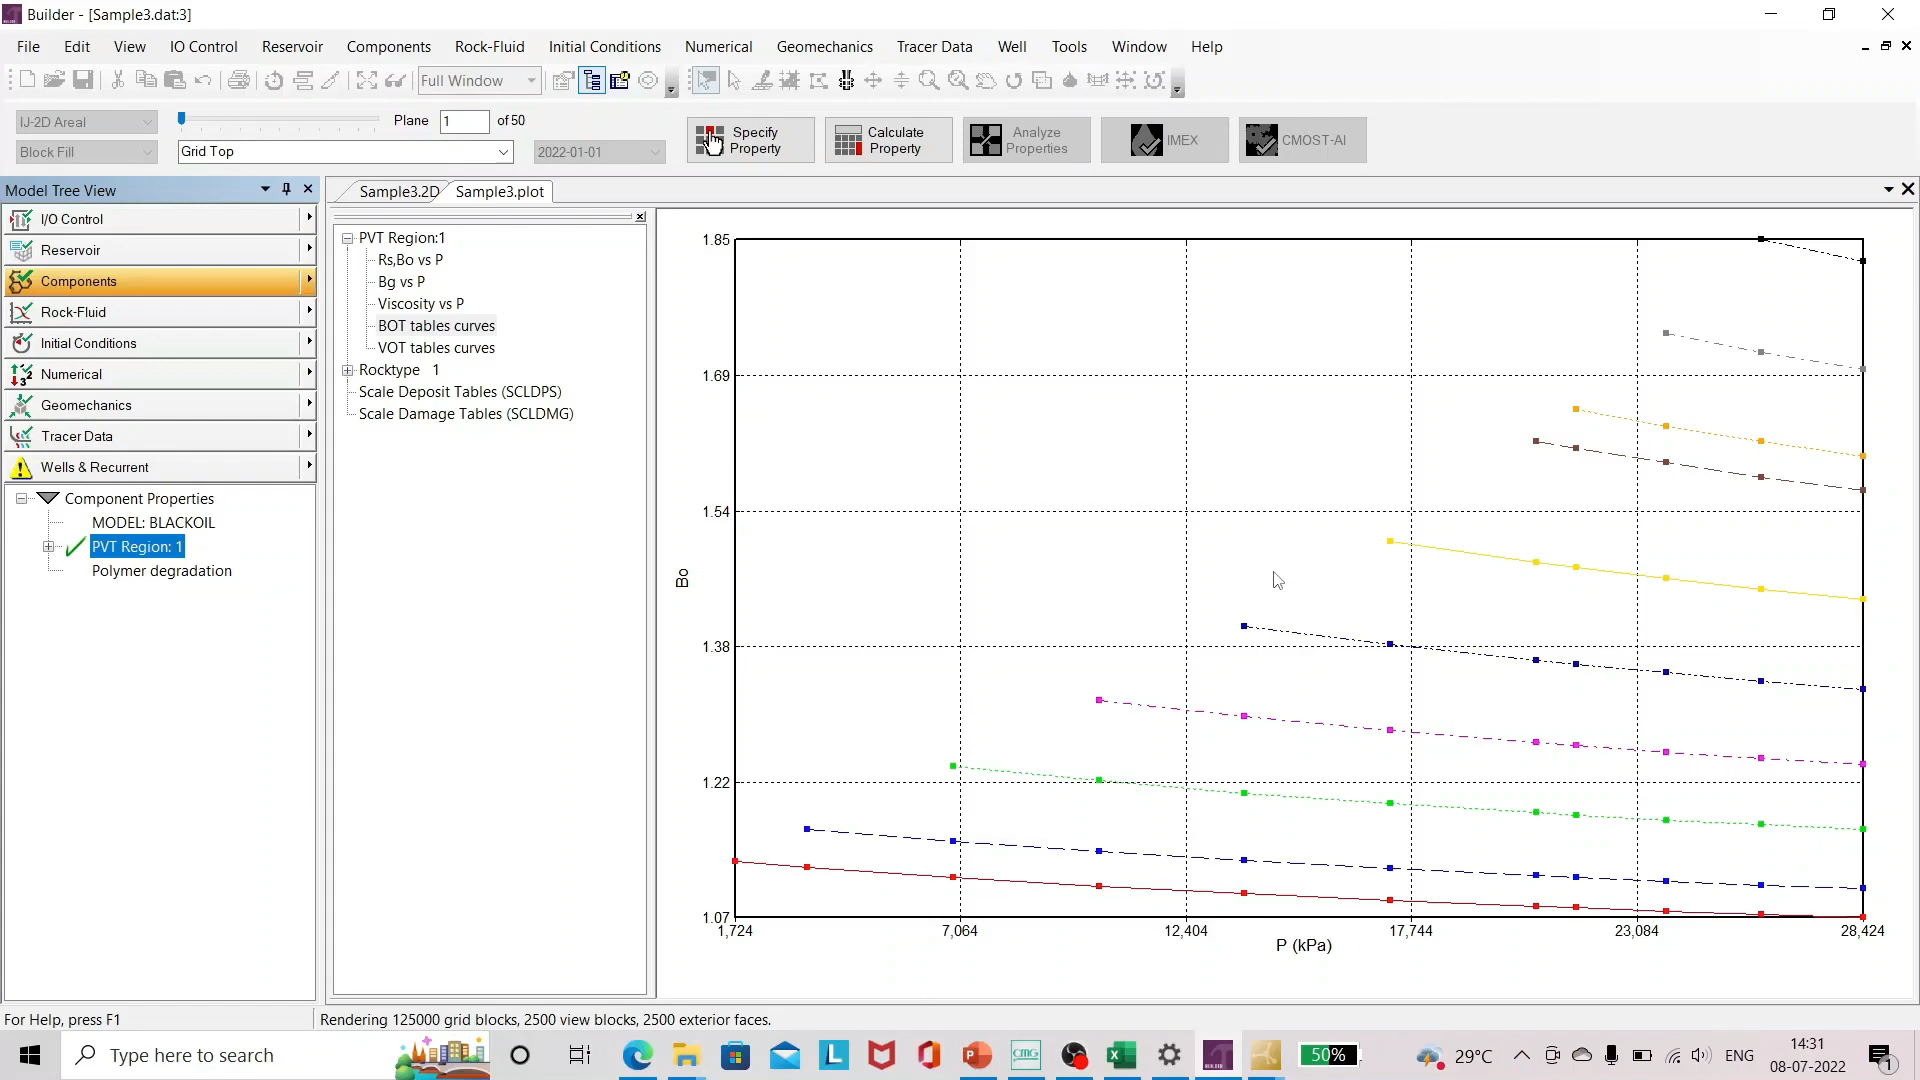 Builder - [Sample3.dat:3]
File Edit View IO Control Reservoir Components Rock-Fluid Initial Conditions Numerical Geomechanics Tracer Data Well Tools Window Help
Full Window
IJ-2D Areal
Plane 1 of 50
Block Fill
Grid Top
2022-01-01
Specify Property
Calculate Property
Analyze Properties
IMEX
CMOST-AI
Model Tree View
I/O Control
Reservoir
Components
Rock-Fluid
Initial Conditions
Numerical
Geomechanics
Tracer Data
Wells & Recurrent
Component Properties
MODEL: BLACKOIL
PVT Region: 1
Polymer degradation
Sample3.2D
Sample3.plot
PVT Region:1
Rs,Bo vs P
Bg vs P
Viscosity vs P
BOT tables curves
VOT tables curves
Rocktype 1
Scale Deposit Tables (SCLDPS)
Scale Damage Tables (SCLDMG)
1.85
1.69
1.54
1.38
1.22
1.07
Bo
1,724 7,064 12,404 17,744 23,084 28,424
P (kPa)
For Help, press F1
Rendering 125000 grid blocks, 2500 view blocks, 2500 exterior faces.
Type here to search
CMG
BUILDER
50%
29°C
ENG
14:31
08-07-2022
1